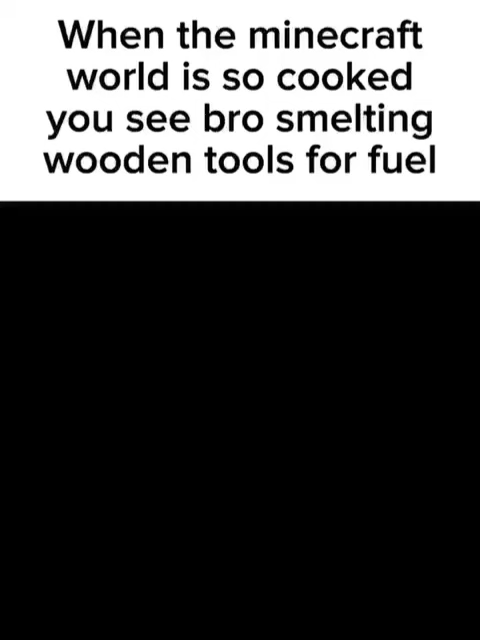 When the minecraft
world is so cooked
you see bro smelting
wooden tools for fuel